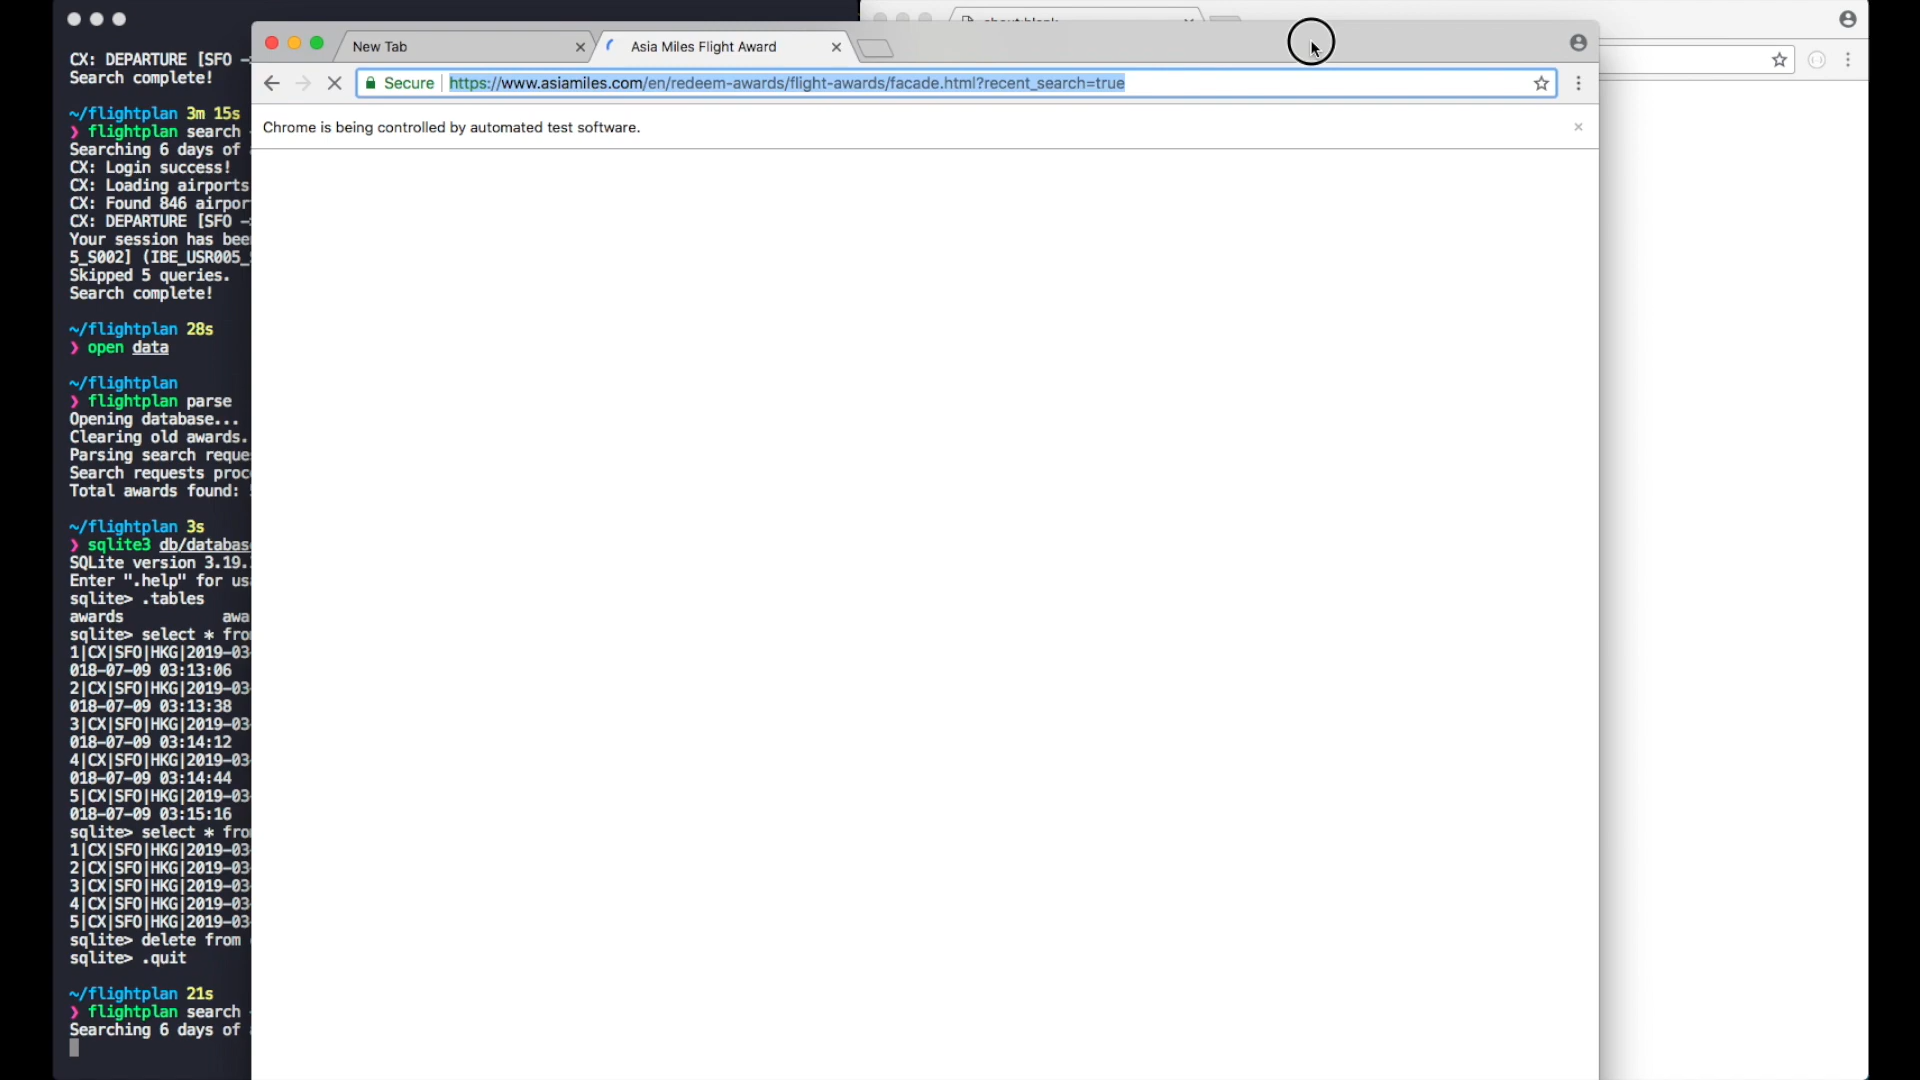 CX: DEPARTURE [SFO
Search complete!
~/flightplan 3m 15s
❯ flightplan search
Searching 6 days of
CX: Login success!
CX: Loading airports
CX: Found 846 airpor
CX: DEPARTURE [SFO
Your session has bee
5_S002] (IBE_USR005_
Skipped 5 queries.
Search complete!
~/flightplan 28s
❯ open data
~/flightplan
❯ flightplan parse
Opening database...
Clearing old awards.
Parsing search reque
Search requests proc
Total awards found:
~/flightplan 3s
❯ sqlite3 db/databas
SQLite version 3.19.
Enter ".help" for us
sqlite> .tables
awards awa
sqlite> select * fro
1|CX|SFO|HKG|2019-03
018-07-09 03:13:06
2|CX|SFO|HKG|2019-03
018-07-09 03:13:38
3|CX|SFO|HKG|2019-03
018-07-09 03:14:12
4|CX|SFO|HKG|2019-03
018-07-09 03:14:44
5|CX|SFO|HKG|2019-03
018-07-09 03:15:16
sqlite> select * fro
1|CX|SFO|HKG|2019-03
2|CX|SFO|HKG|2019-03
3|CX|SFO|HKG|2019-03
4|CX|SFO|HKG|2019-03
5|CX|SFO|HKG|2019-03
sqlite> delete from
sqlite> .quit
~/flightplan 21s
❯ flightplan search
Searching 6 days of
New Tab
Asia Miles Flight Award
Secure
https://www.asiamiles.com/en/redeem-awards/flight-awards/facade.html?recent_search=true
Chrome is being controlled by automated test software.